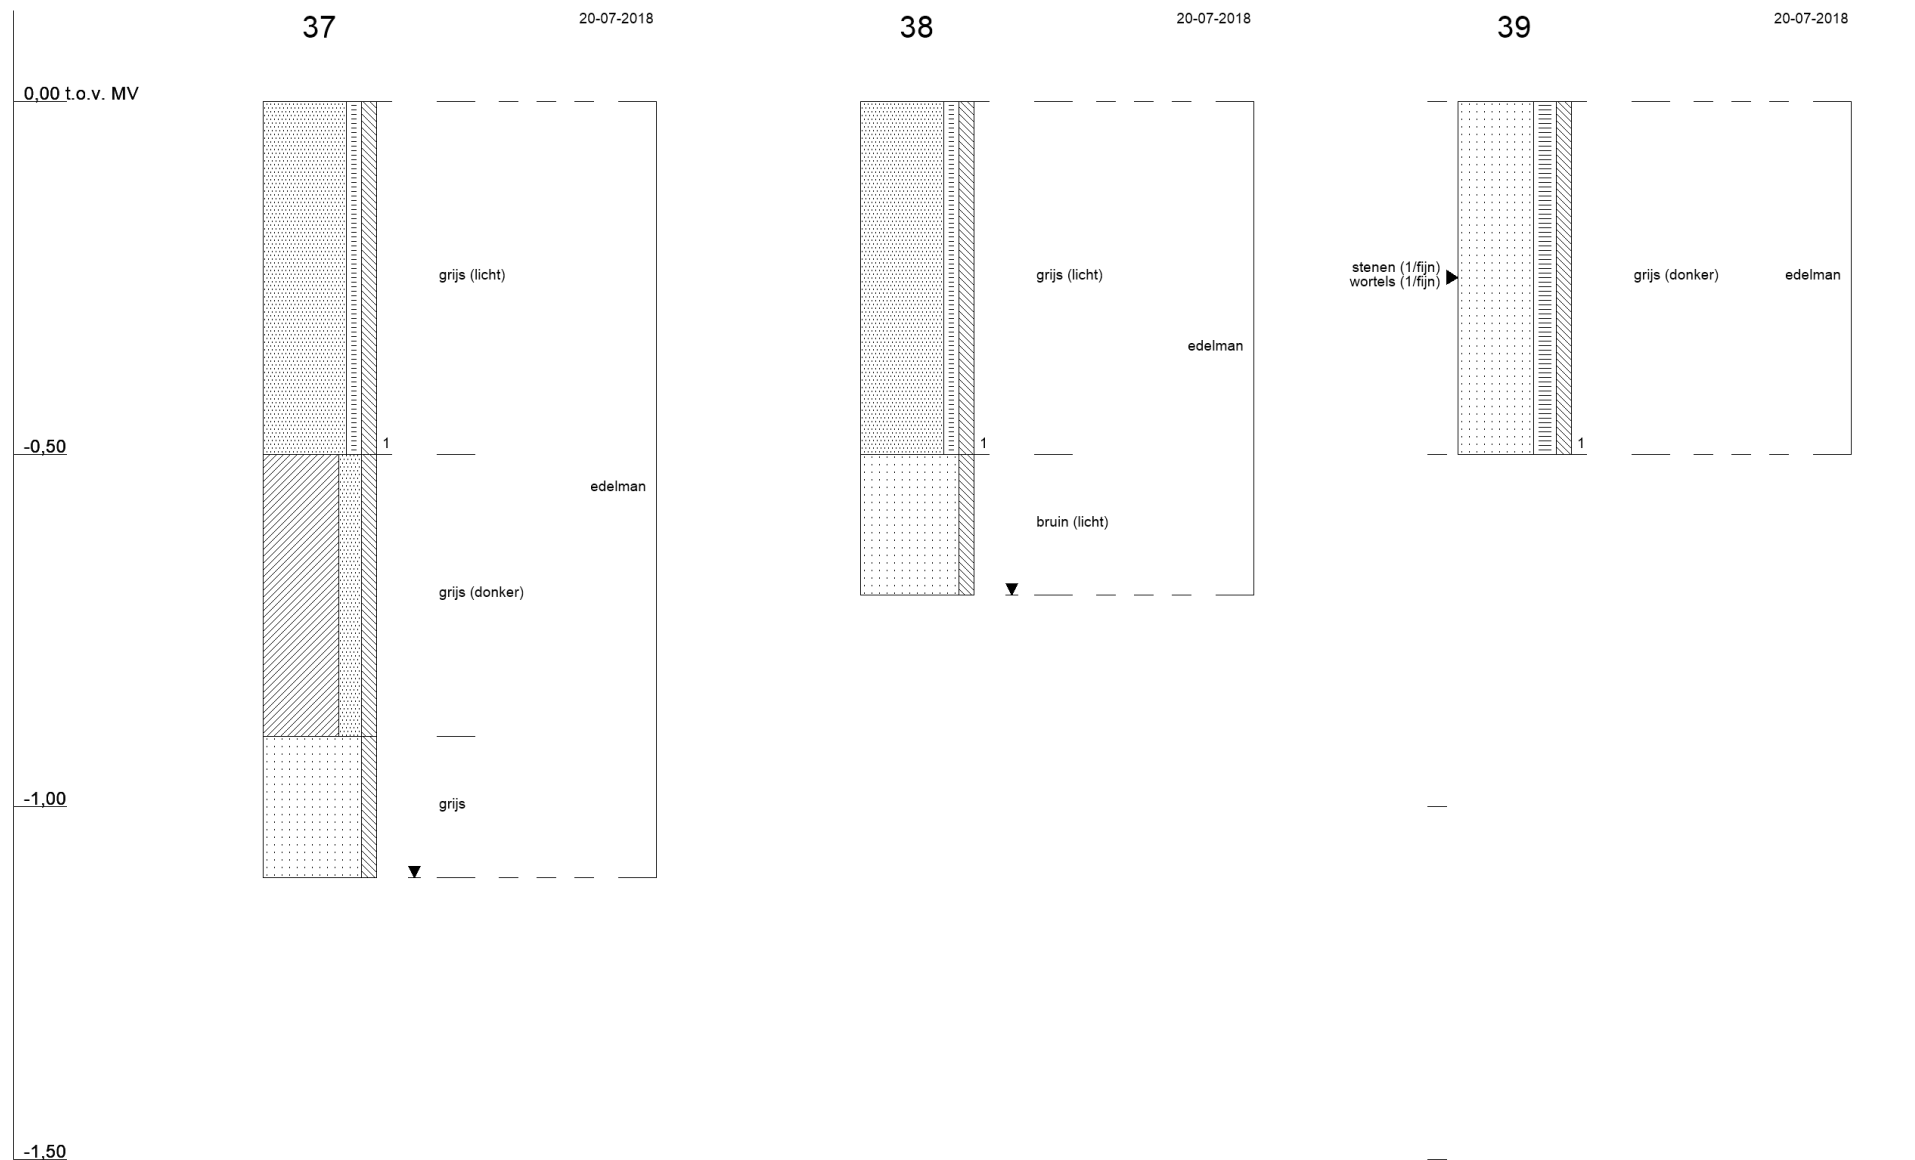 37
20-07-2018
38
20-07-2018
39
20-07-2018
0,00 t.o.v. MV
-0,50
-1,00
-1,50
grijs (licht)
1
edelman
grijs (donker)
grijs
grijs (licht)
edelman
1
bruin (licht)
stenen (1/fijn)
wortels (1/fijn)
grijs (donker)
edelman
1